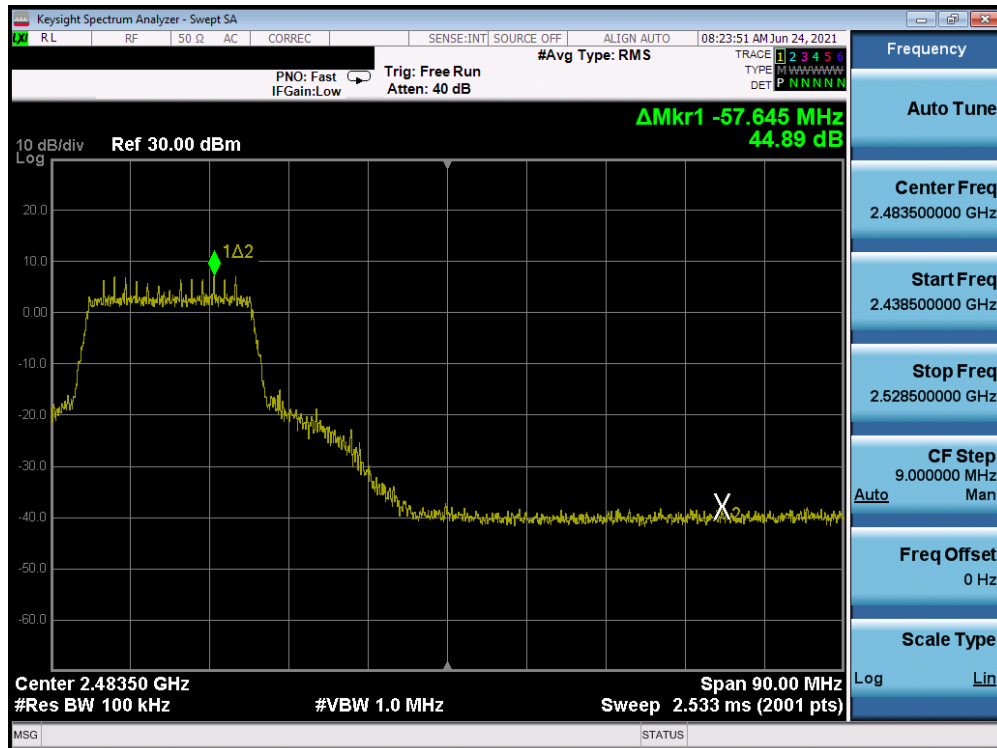 Keysight Spectrum Analyzer - Swept SA
LXI RL RF 50 Ω AC CORREC SENSE:INT SOURCE OFF ALIGN AUTO 08:23:51 AM Jun 24, 2021
PNO: Fast
IFGain:Low
Trig: Free Run
Atten: 40 dB
#Avg Type: RMS
TRACE 1 2 3 4 5 6
TYPE M WWWWW
DET P N N N N N
ΔMkr1 -57.645 MHz
44.89 dB
10 dB/div
Log
Ref 30.00 dBm
20.0
10.0
0.00
-10.0
-20.0
-30.0
-40.0
-50.0
-60.0
1Δ2
X2
Center 2.48350 GHz
Span 90.00 MHz
#Res BW 100 kHz
#VBW 1.0 MHz
Sweep 2.533 ms (2001 pts)
MSG
STATUS
Frequency
Auto Tune
Center Freq
2.483500000 GHz
Start Freq
2.438500000 GHz
Stop Freq
2.528500000 GHz
CF Step
9.000000 MHz
Auto Man
Freq Offset
0 Hz
Scale Type
Log Lin